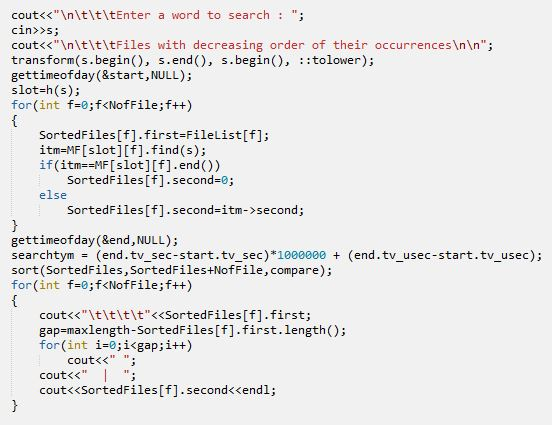 cout<<"\n\t\t\tEnter a word to search : ";
cin>>s;
cout<<"\n\t\t\tFiles with decreasing order of their occurrences\n\n";
transform(s.begin(), s.end(), s.begin(), ::tolower);
gettimeofday(&start,NULL);
slot=h(s);
for(int f=0;f<NofFile;f++)
{
    SortedFiles[f].first=FileList[f];
    itm=MF[slot][f].find(s);
    if(itm==MF[slot][f].end())
        SortedFiles[f].second=0;
    else
        SortedFiles[f].second=itm->second;
}
gettimeofday(&end,NULL);
searchtym = (end.tv_sec-start.tv_sec)*1000000 + (end.tv_usec-start.tv_usec);
sort(SortedFiles,SortedFiles+NofFile,compare);
for(int f=0;f<NofFile;f++)
{
    cout<<"\t\t\t\t"<<SortedFiles[f].first;
    gap=maxlength-SortedFiles[f].first.length();
    for(int i=0;i<gap;i++)
        cout<<" ";
    cout<<"  |  ";
    cout<<SortedFiles[f].second<<endl;
}